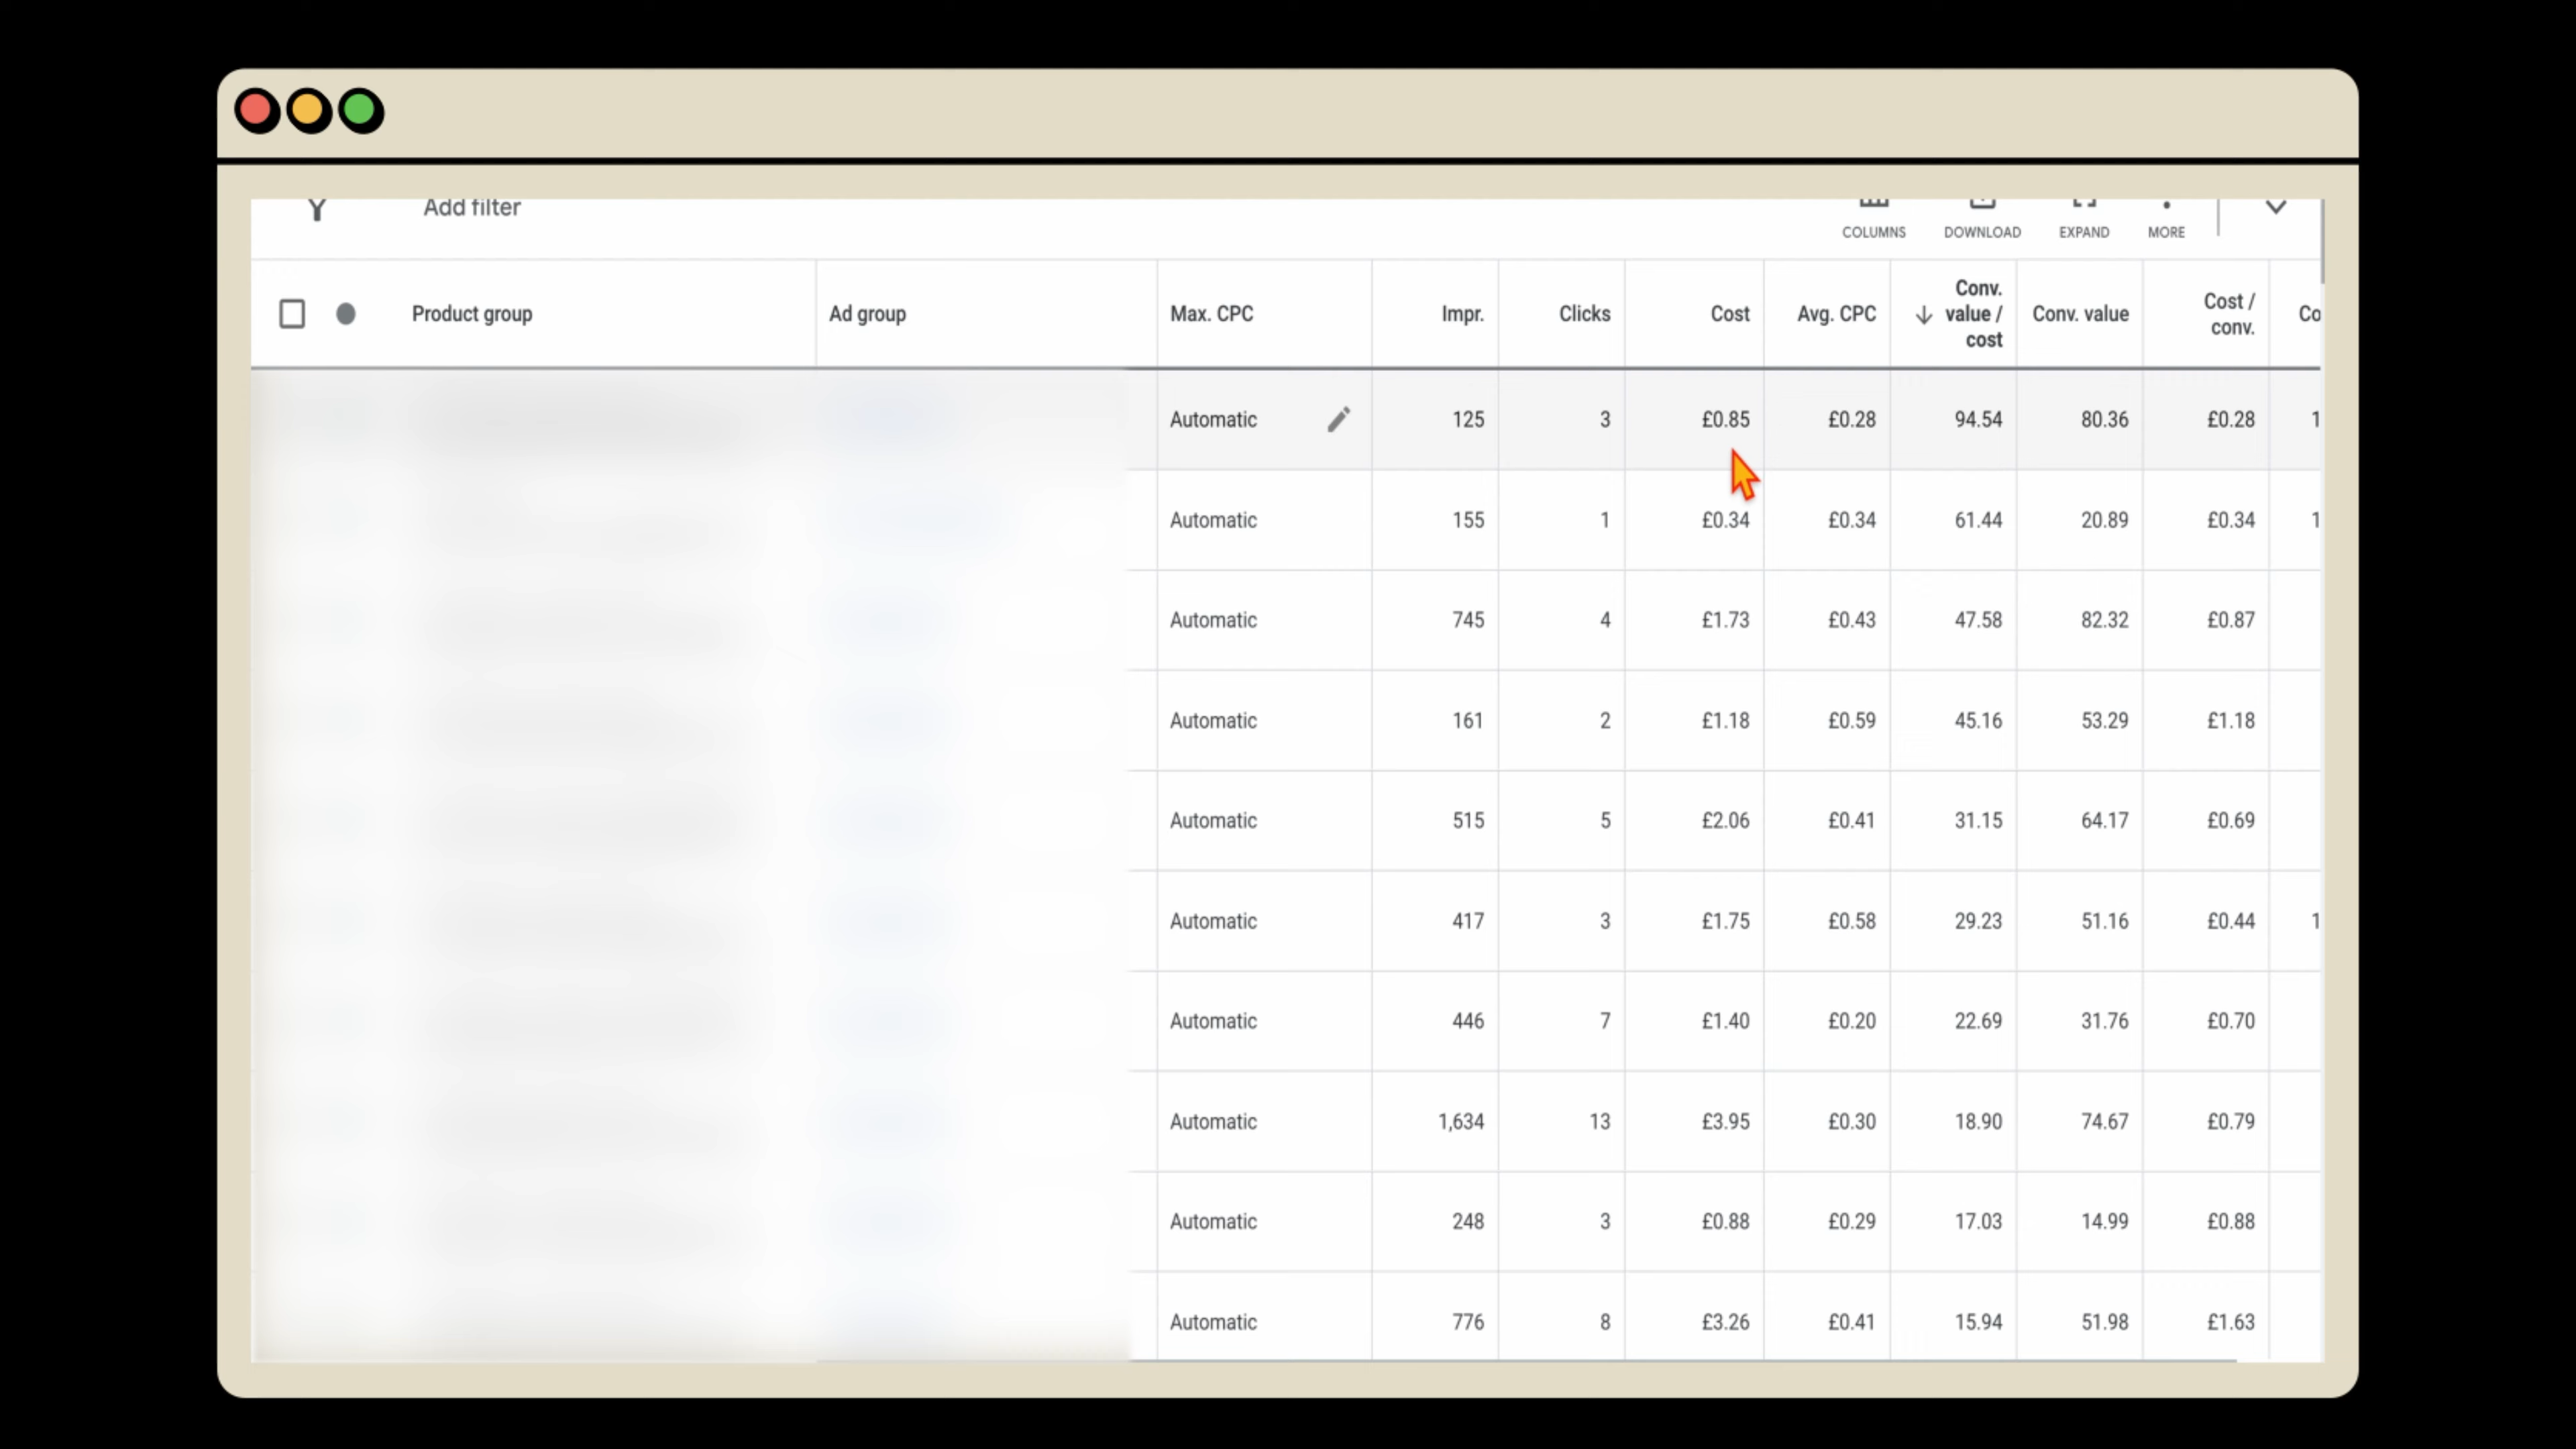 Add filter
COLUMNS DOWNLOAD EXPAND MORE
Product group Ad group Max. CPC Impr. Clicks Cost Avg. CPC Conv. value / cost Conv. value Cost / conv. Co
Automatic 125 3 £0.85 £0.28 94.54 80.36 £0.28 1
Automatic 155 1 £0.34 £0.34 61.44 20.89 £0.34 1
Automatic 745 4 £1.73 £0.43 47.58 82.32 £0.87
Automatic 161 2 £1.18 £0.59 45.16 53.29 £1.18
Automatic 515 5 £2.06 £0.41 31.15 64.17 £0.69
Automatic 417 3 £1.75 £0.58 29.23 51.16 £0.44 1
Automatic 446 7 £1.40 £0.20 22.69 31.76 £0.70
Automatic 1,634 13 £3.95 £0.30 18.90 74.67 £0.79
Automatic 248 3 £0.88 £0.29 17.03 14.99 £0.88
Automatic 776 8 £3.26 £0.41 15.94 51.98 £1.63